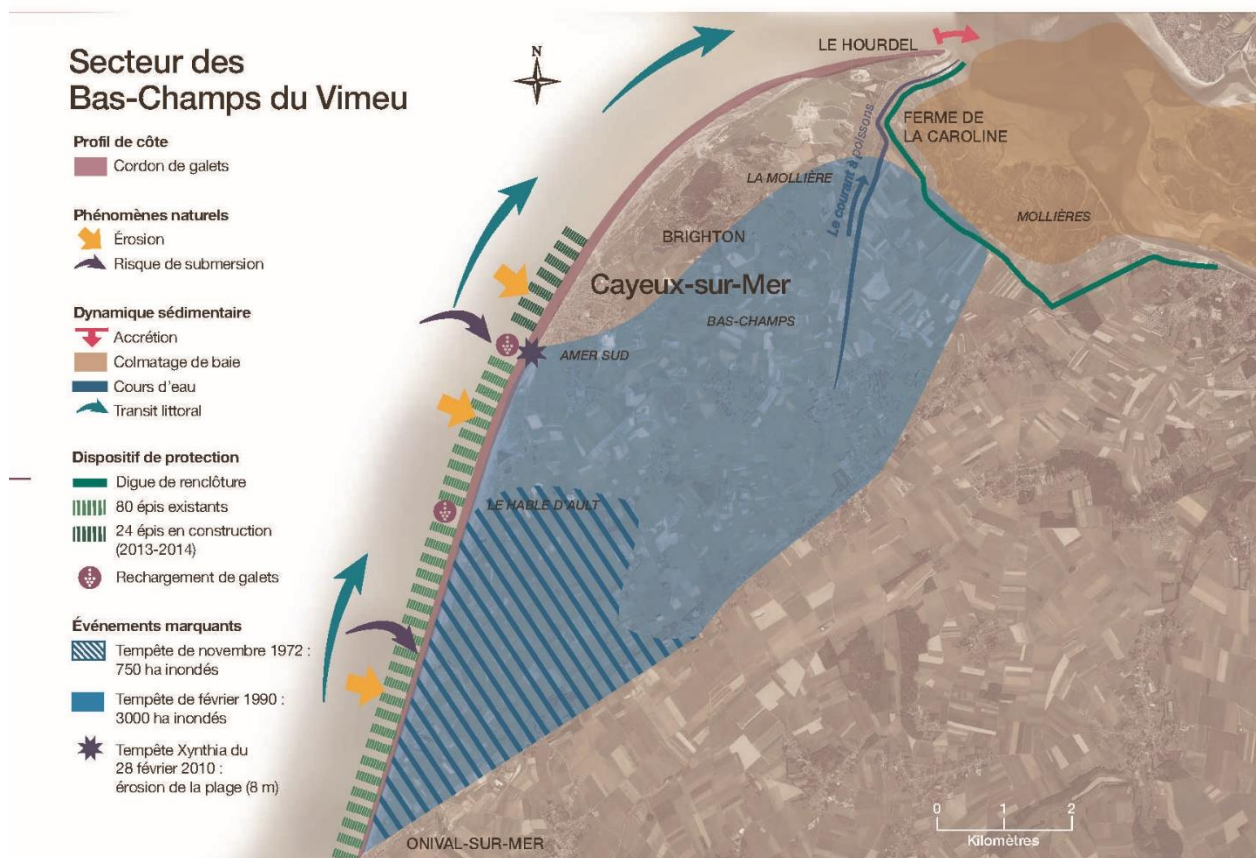 Secteur des
Bas-Champs du Vimeu
Profil de côte
Cordon de galets
Phénomènes naturels
Érosion
Risque de submersion
Dynamique sédimentaire
Accrétion
Colmatage de baie
Cours d'eau
Transit littoral
Dispositif de protection
Digue de renclôture
80 épis existants
24 épis en construction
(2013-2014)
Rechargement de galets
Événements marquants
Tempête de novembre 1972 :
750 ha inondés
Tempête de février 1990 :
3000 ha inondés
Tempête Xynthia du
28 février 2010 :
érosion de la plage (8 m)
N
LE HOURDEL
FERME DE
LA CAROLINE
Le courant à poissons
LA MOLLIÈRE
MOLLIÈRES
BRIGHTON
Cayeux-sur-Mer
BAS-CHAMPS
AMER SUD
LE HABLE D'AULT
ONIVAL-SUR-MER
0 1 2
Kilomètres